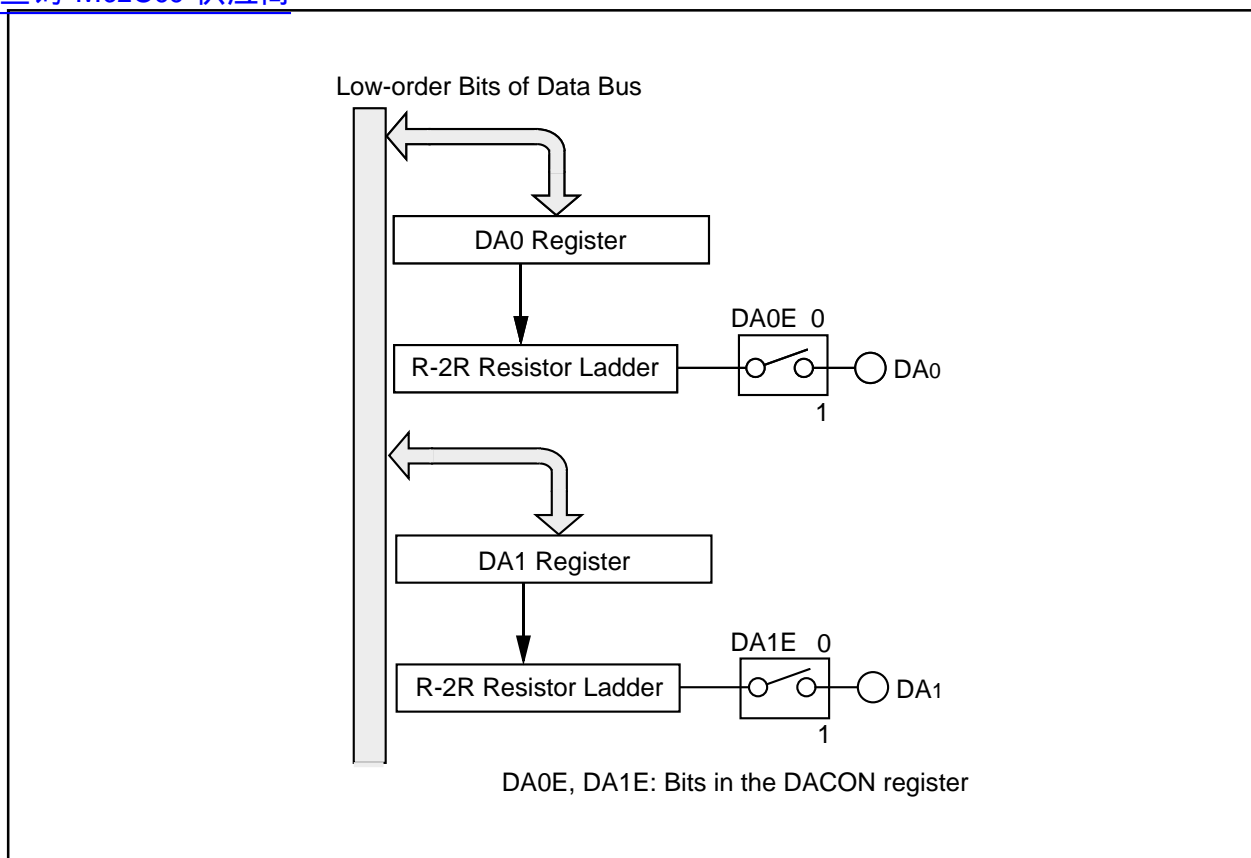 Low-order Bits of Data Bus
DA0 Register
R-2R Resistor Ladder
DA0E 0
DA0
1
DA1 Register
R-2R Resistor Ladder
DA1E 0
DA1
1
DA0E, DA1E: Bits in the DACON register